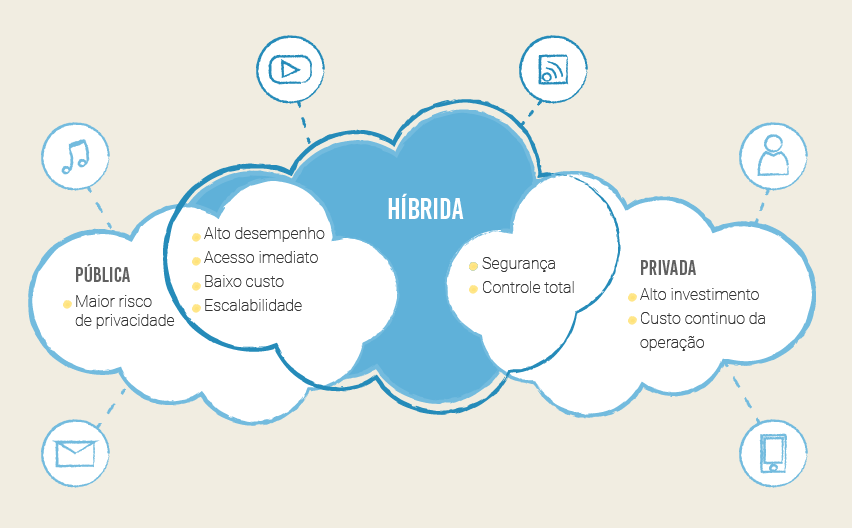 HÍBRIDA
PÚBLICA
Maior risco
de privacidade
Alto desempenho
Acesso imediato
Baixo custo
Escalabilidade
Segurança
Controle total
PRIVADA
Alto investimento
Custo continuo da
operação